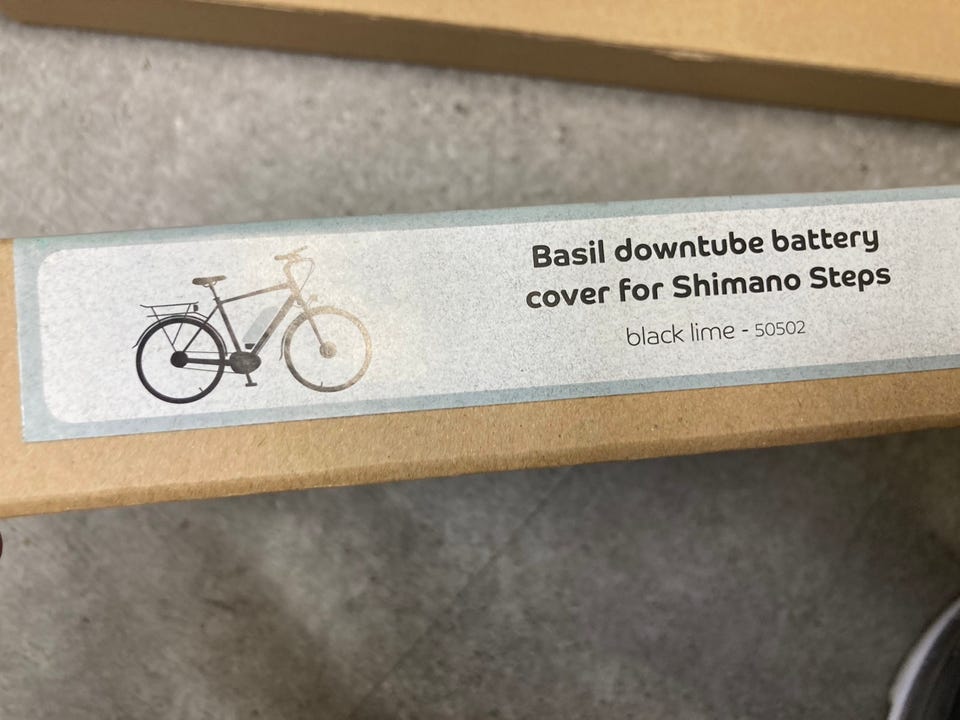 Basil downtube battery
cover for Shimano Steps
black lime - 50502